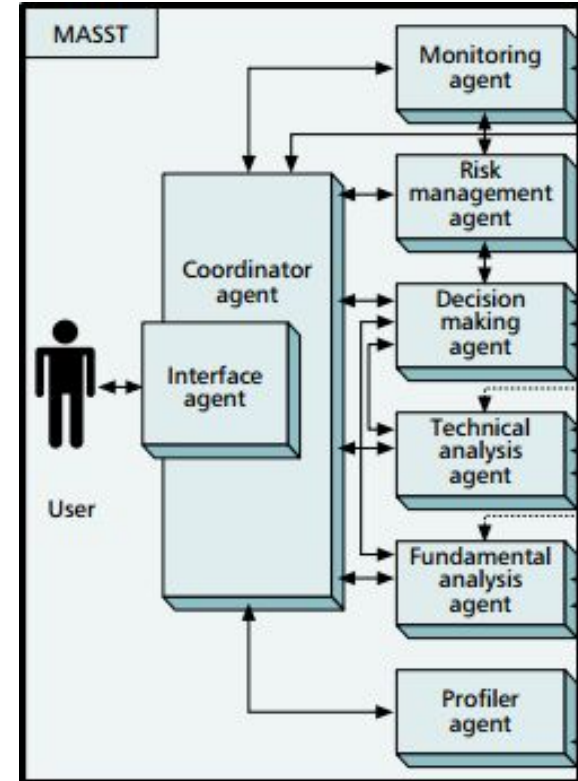 MASST
Monitoring
agent
Risk
management
agent
Coordinator
agent
Decision
making
agent
Interface
agent
Technical
analysis
agent
User
Fundamental
analysis
agent
Profiler
agent